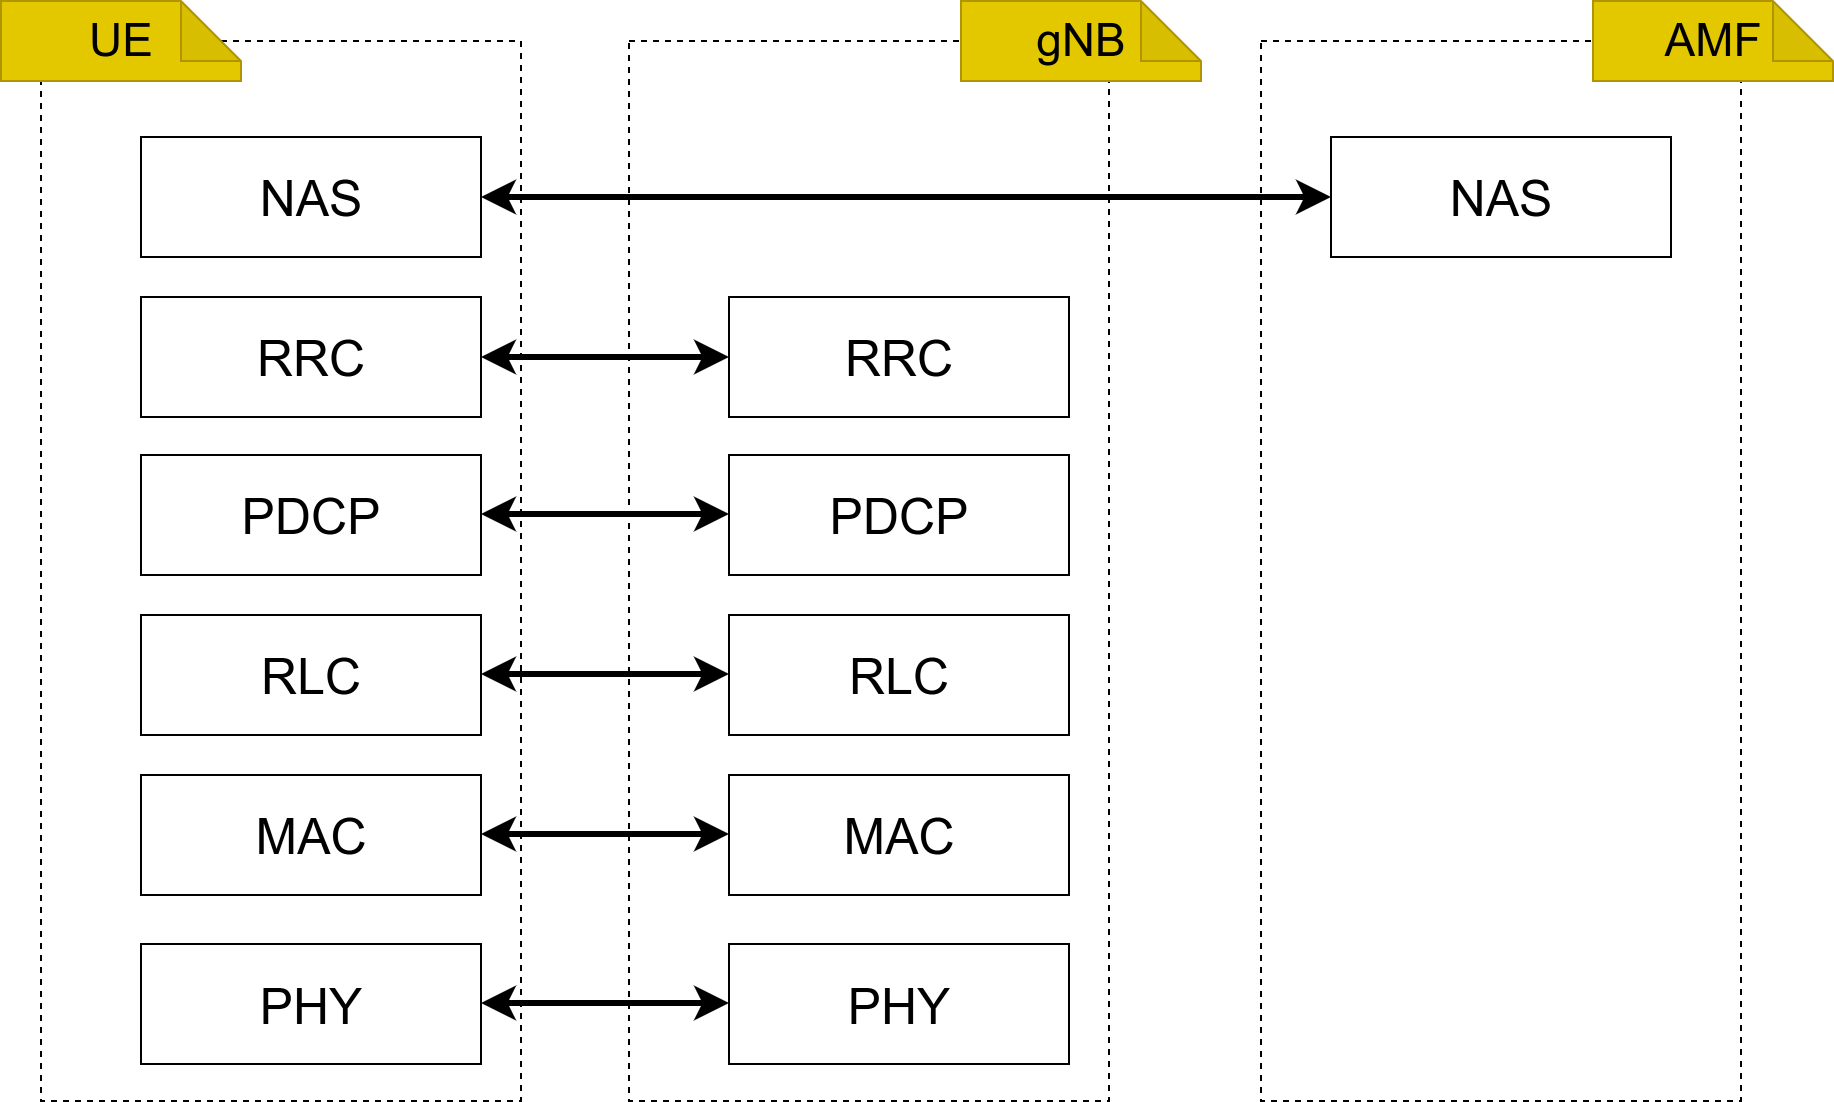 UE
gNB
AMF
NAS
NAS
RRC
RRC
PDCP
PDCP
RLC
RLC
MAC
MAC
PHY
PHY